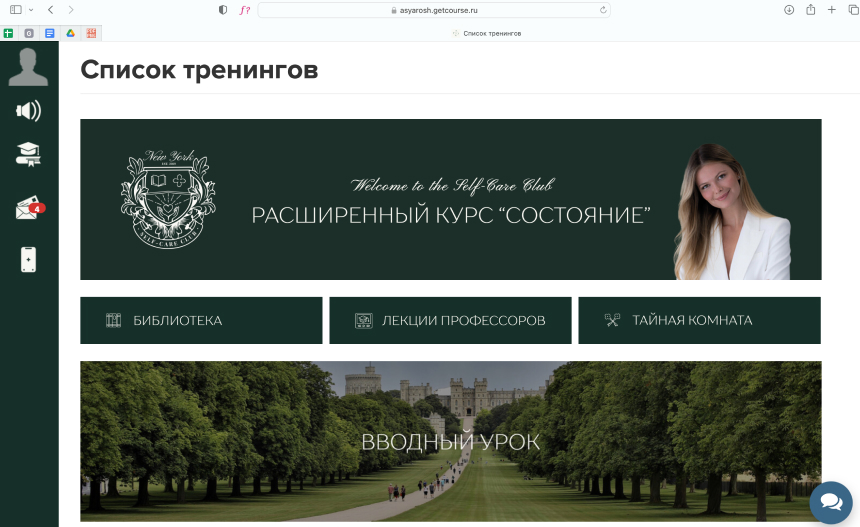 asyarosh.getcourse.ru
Список тренингов
4
Список тренингов
New York
SELF-CARE CLUB
Welcome to the Self-Care Club
РАСШИРЕННЫЙ КУРС “СОСТОЯНИЕ”
БИБЛИОТЕКА
ЛЕКЦИИ ПРОФЕССОРОВ
ТАЙНАЯ КОМНАТА
ВВОДНЫЙ УРОК